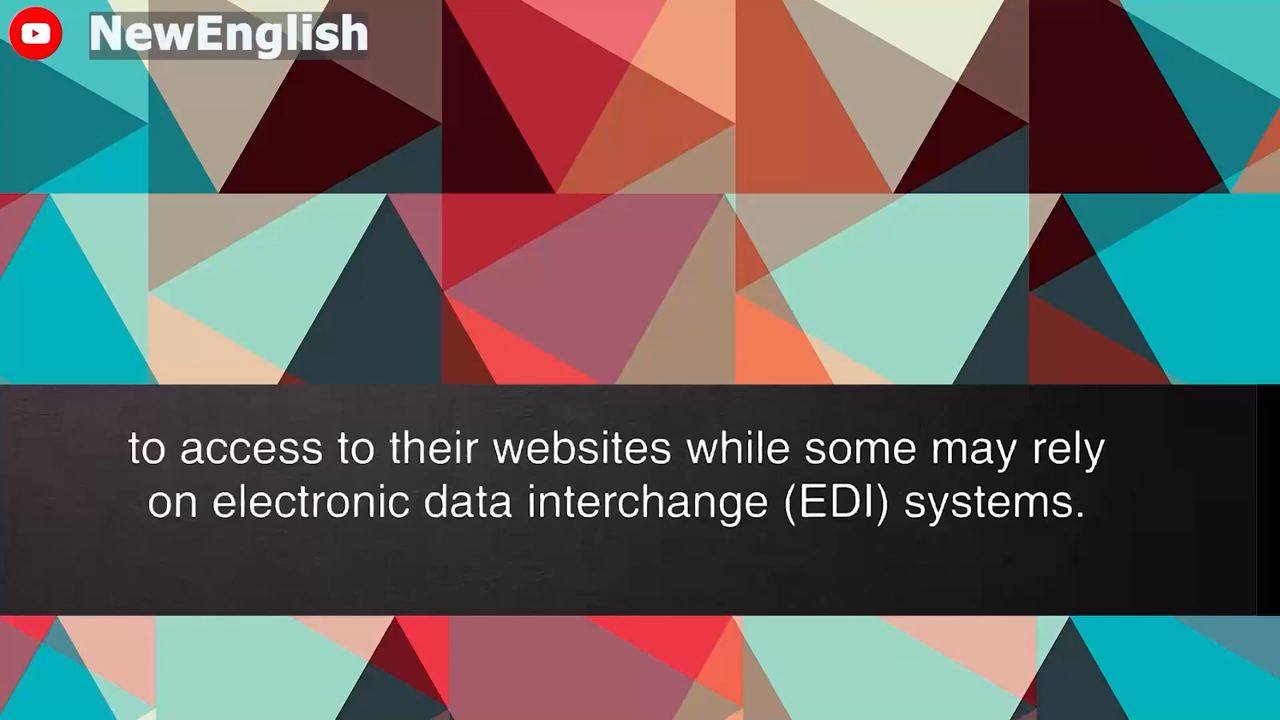 NewEnglish
to access to their websites while some may rely
on electronic data interchange (EDI) systems.